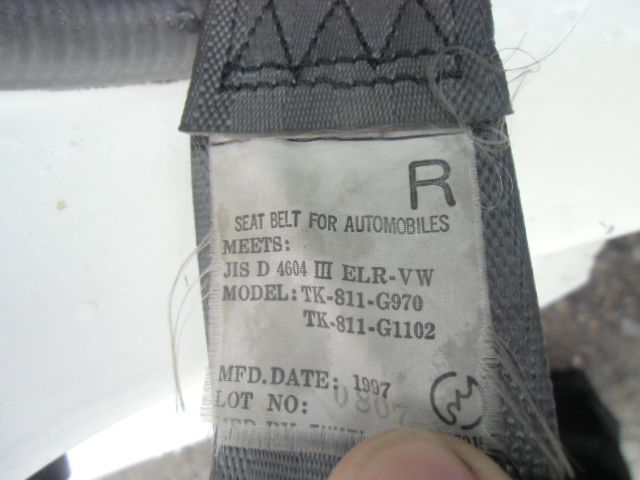 R
SEAT BELT FOR AUTOMOBILES
MEETS:
JIS D 4604 III ELR-VW
MODEL: TK-811-G970
TK-811-G1102
MFD. DATE: 1997
LOT NO: 0807